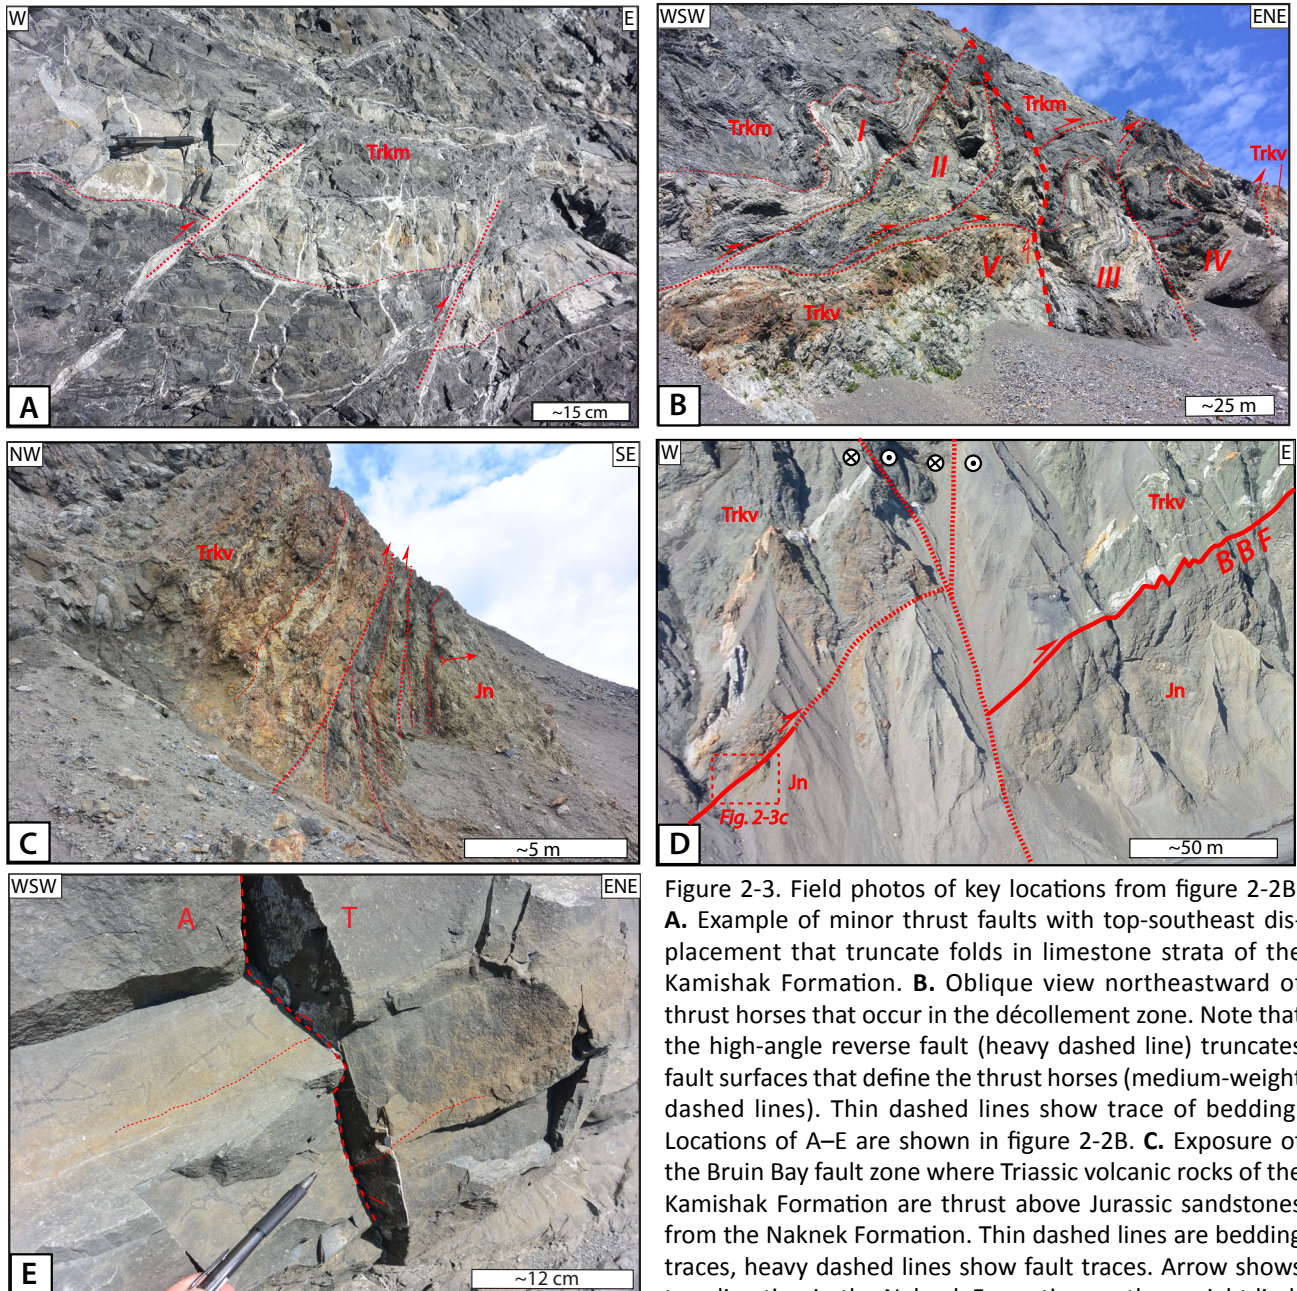 W
E
Trkm
A
~15 cm
WSW
ENE
Trkm
Trkm
Trkv
I
II
III
IV
V
Trkv
B
~25 m
NW
SE
Trkv
Jn
C
~5 m
W
E
Trkv
Trkv
BBF
Jn
Jn
Fig. 2-3c
D
~50 m
WSW
ENE
A
T
E
~12 cm
Figure 2-3. Field photos of key locations from figure 2-2B
A. Example of minor thrust faults with top-southeast dis-
placement that truncate folds in limestone strata of the
Kamishak Formation. B. Oblique view northeastward of
thrust horses that occur in the décollement zone. Note that
the high-angle reverse fault (heavy dashed line) truncates
fault surfaces that define the thrust horses (medium-weight
dashed lines). Thin dashed lines show trace of bedding
Locations of A–E are shown in figure 2-2B. C. Exposure of
the Bruin Bay fault zone where Triassic volcanic rocks of the
Kamishak Formation are thrust above Jurassic sandstones
from the Naknek Formation. Thin dashed lines are bedding
traces, heavy dashed lines show fault traces. Arrow shows